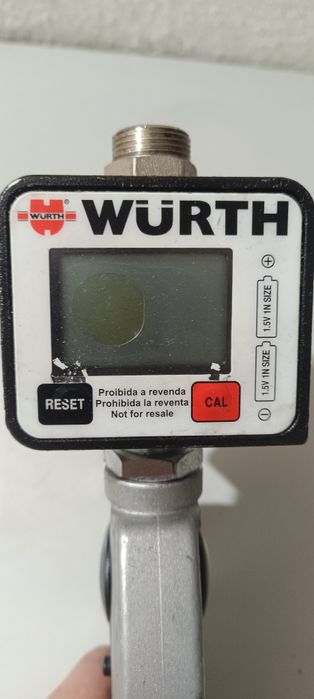 WÜRTH ® WÜRTH
1.5V 1N SIZE
1.5V 1N SIZE
RESET
Proibida a revenda
Prohibida la reventa
Not for resale
CAL